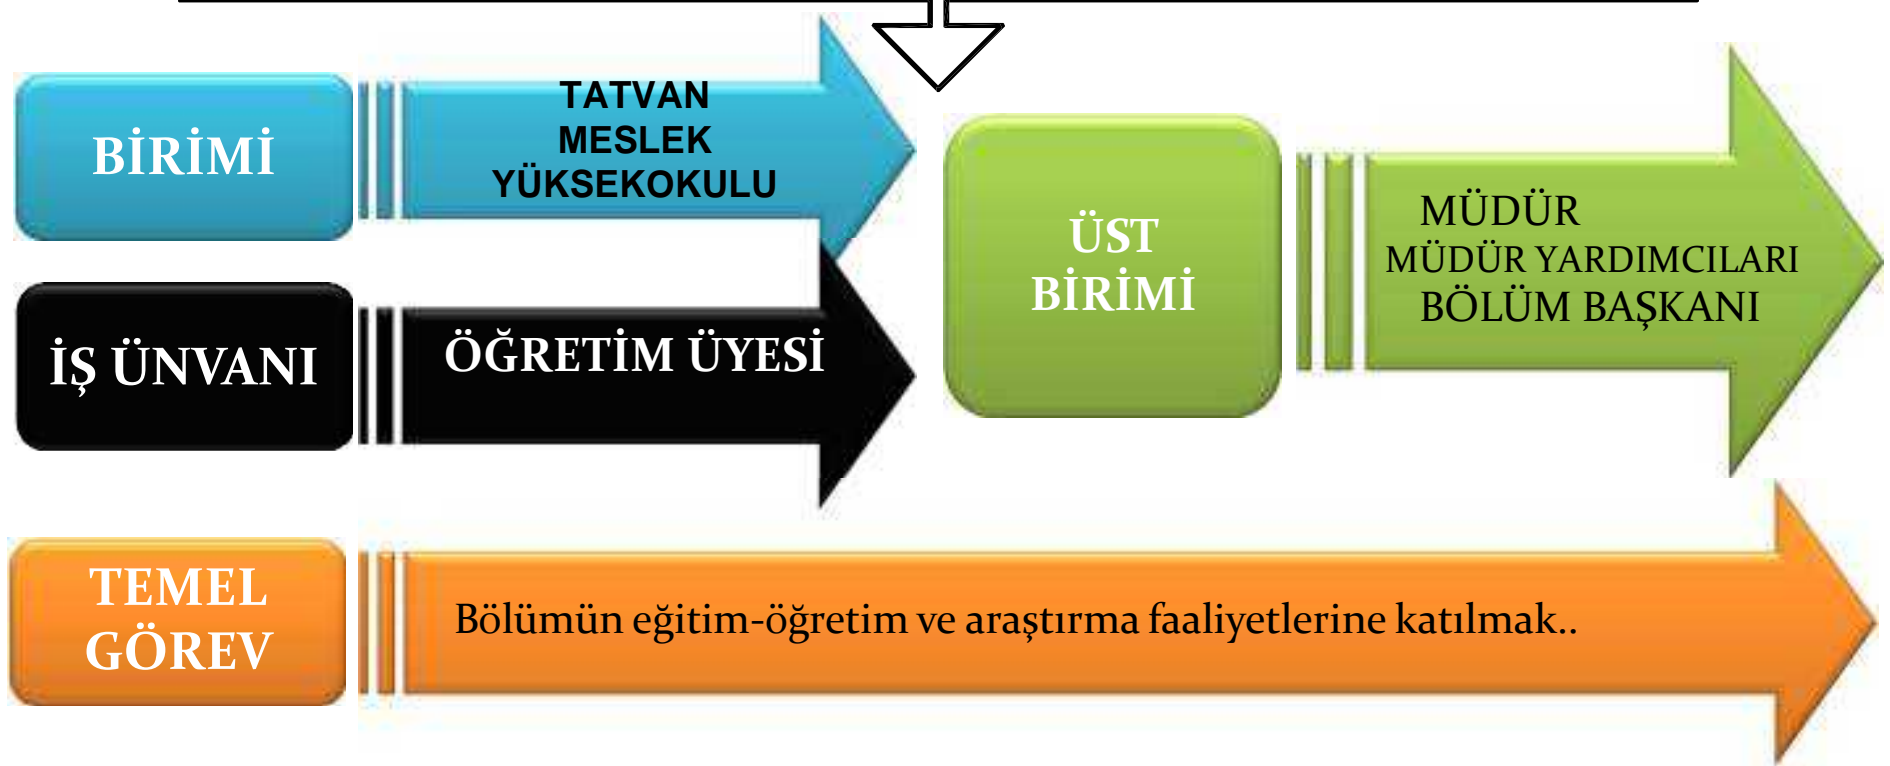 BİRİMİ
TATVAN
MESLEK
YÜKSEKOKULU
İŞ ÜNVANI
ÖĞRETİM ÜYESİ
ÜST
BİRİMİ
MÜDÜR
MÜDÜR YARDIMCILARI
BÖLÜM BAŞKANI
TEMEL
GÖREV
Bölümün eğitim-öğretim ve araştırma faaliyetlerine katılmak..